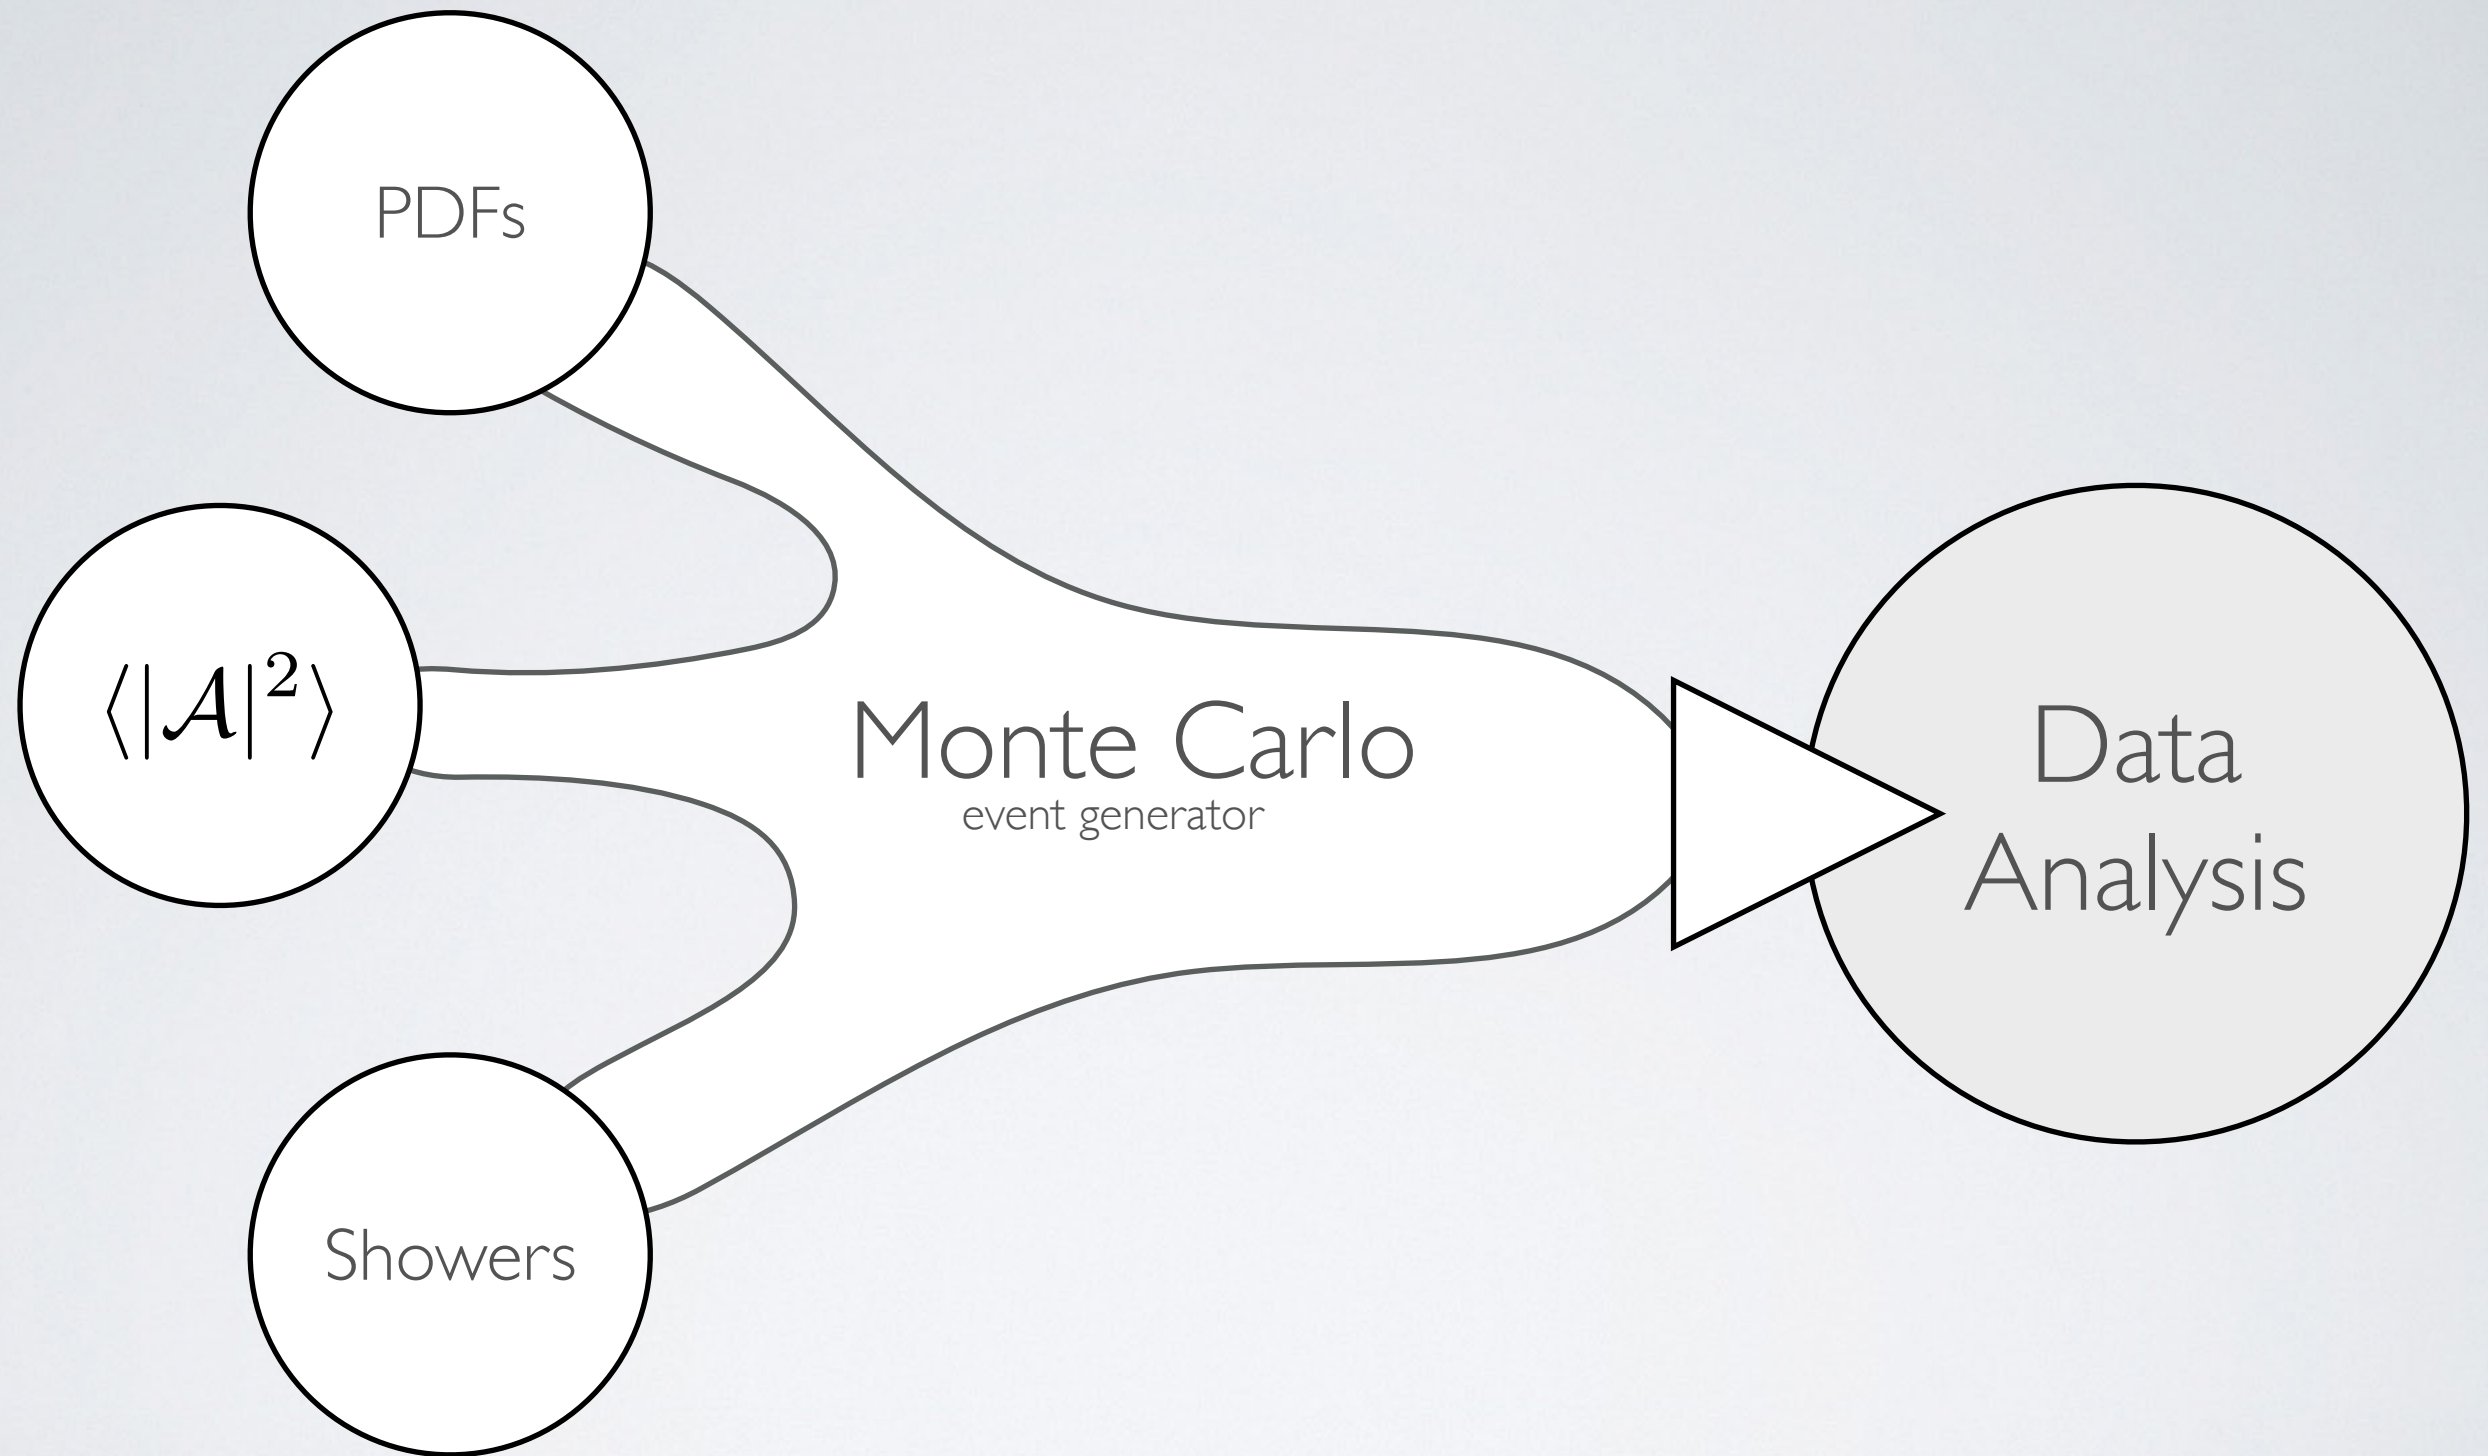 PDFs
⟨|𝒜|²⟩
Monte Carlo
event generator
Data
Analysis
Showers